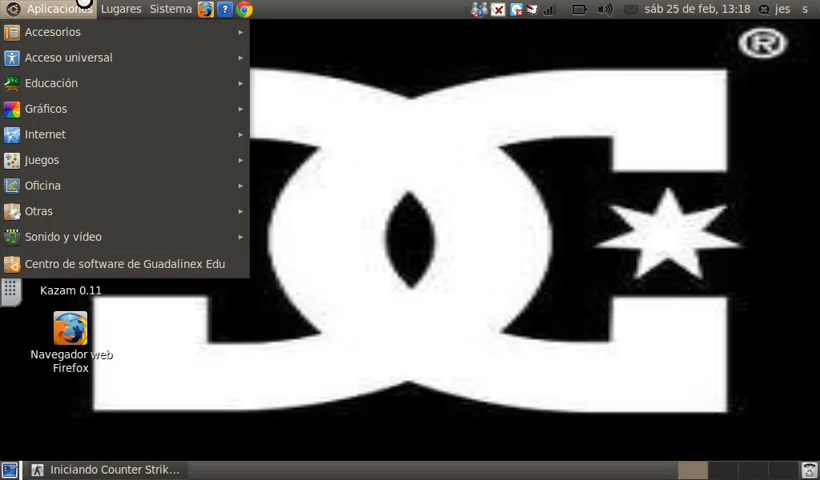 Aplicaciones Lugares Sistema sáb 25 de feb, 13:18 jes s
Accesorios
Acceso universal
Educación
Gráficos
Internet
Juegos
Oficina
Otras
Sonido y vídeo
Centro de software de Guadalinex Edu
Kazam 0.11
Navegador web
Firefox
Iniciando Counter Strik...
®